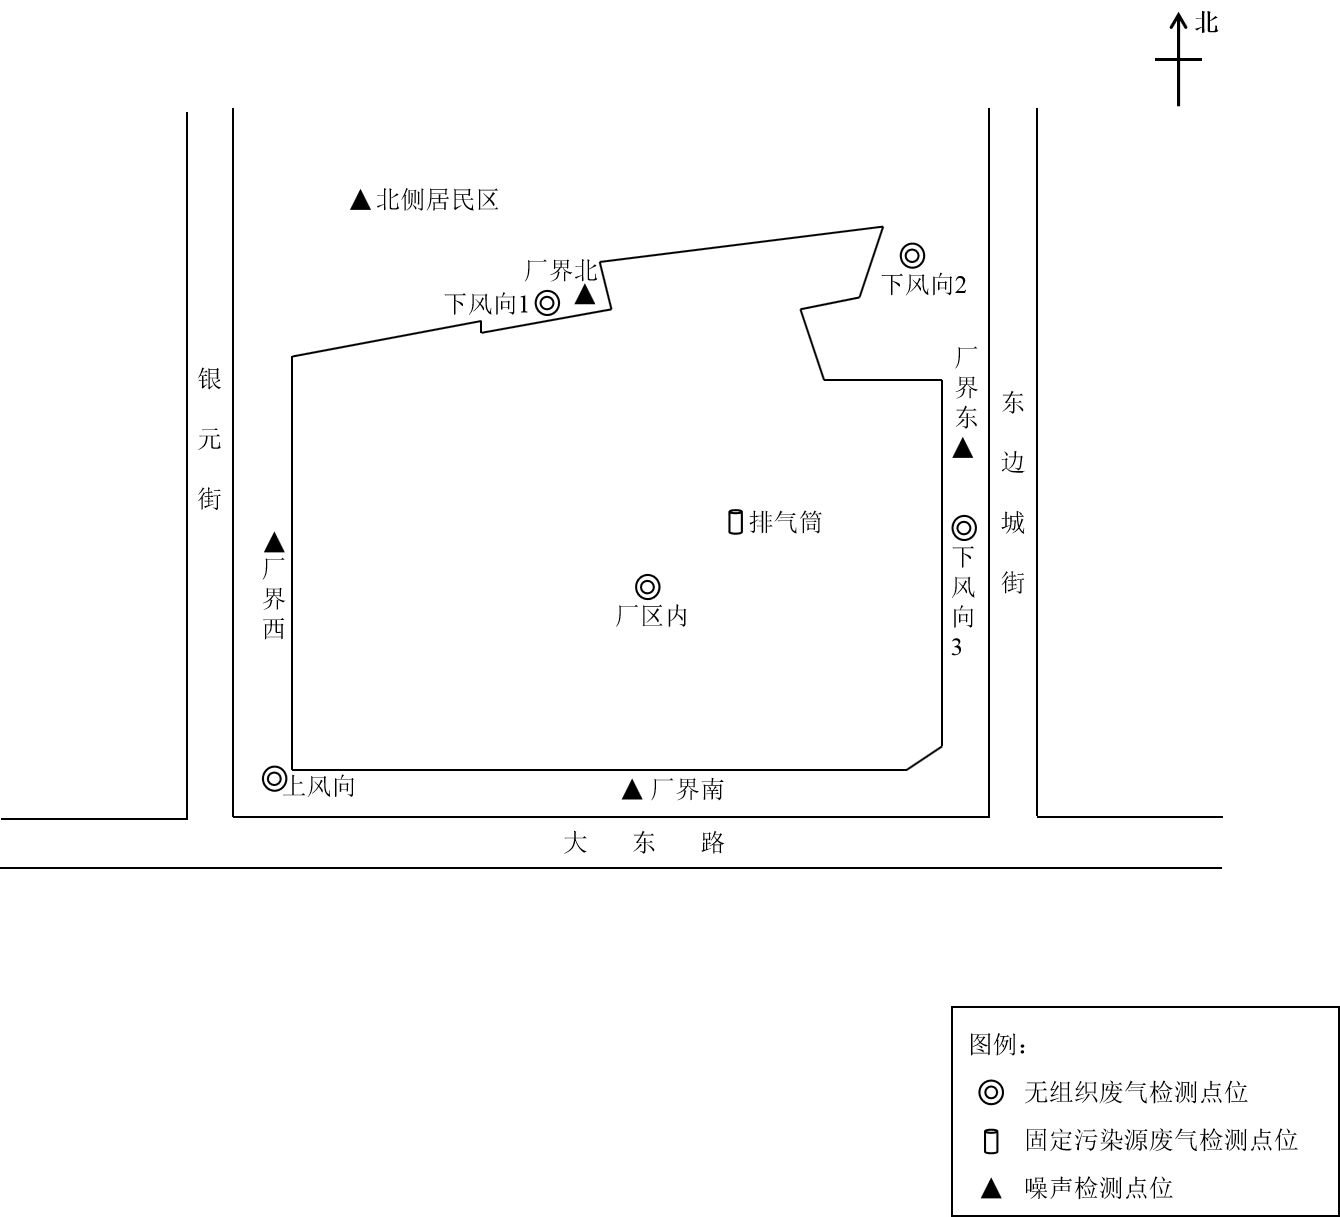 北
北侧居民区
厂界北
下风向1
下风向2
厂界东
银元街
东边城街
排气筒
厂界西
下风向3
厂区内
上风向
厂界南
大东路
图例：
无组织废气检测点位
固定污染源废气检测点位
噪声检测点位